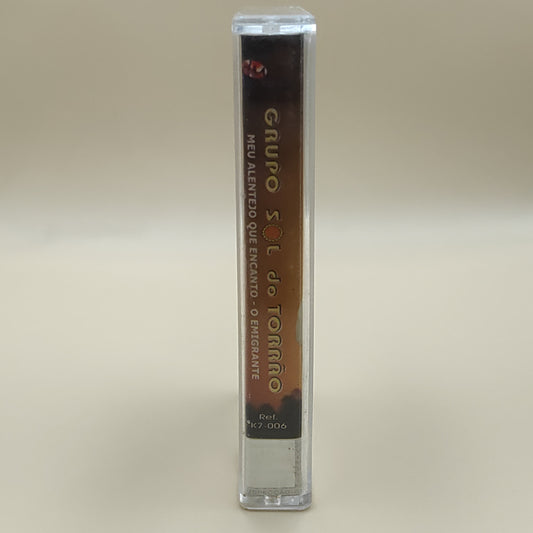 GRUPO SOL do TORRÃO
MEU ALENTEJO QUE ENCANTO - O EMIGRANTE
Ref.
K7-006